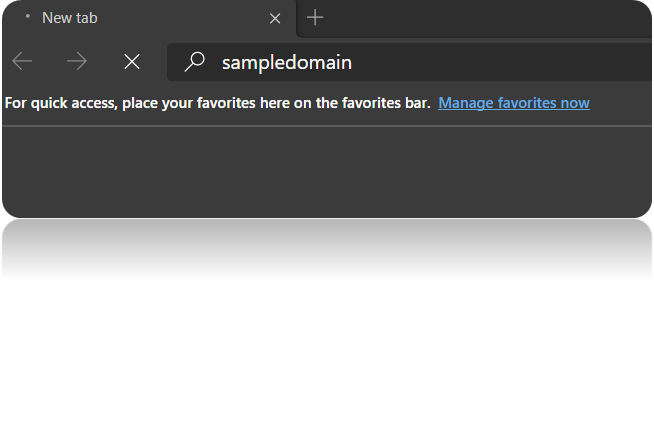 New tab
sampledomain
For quick access, place your favorites here on the favorites bar. Manage favorites now